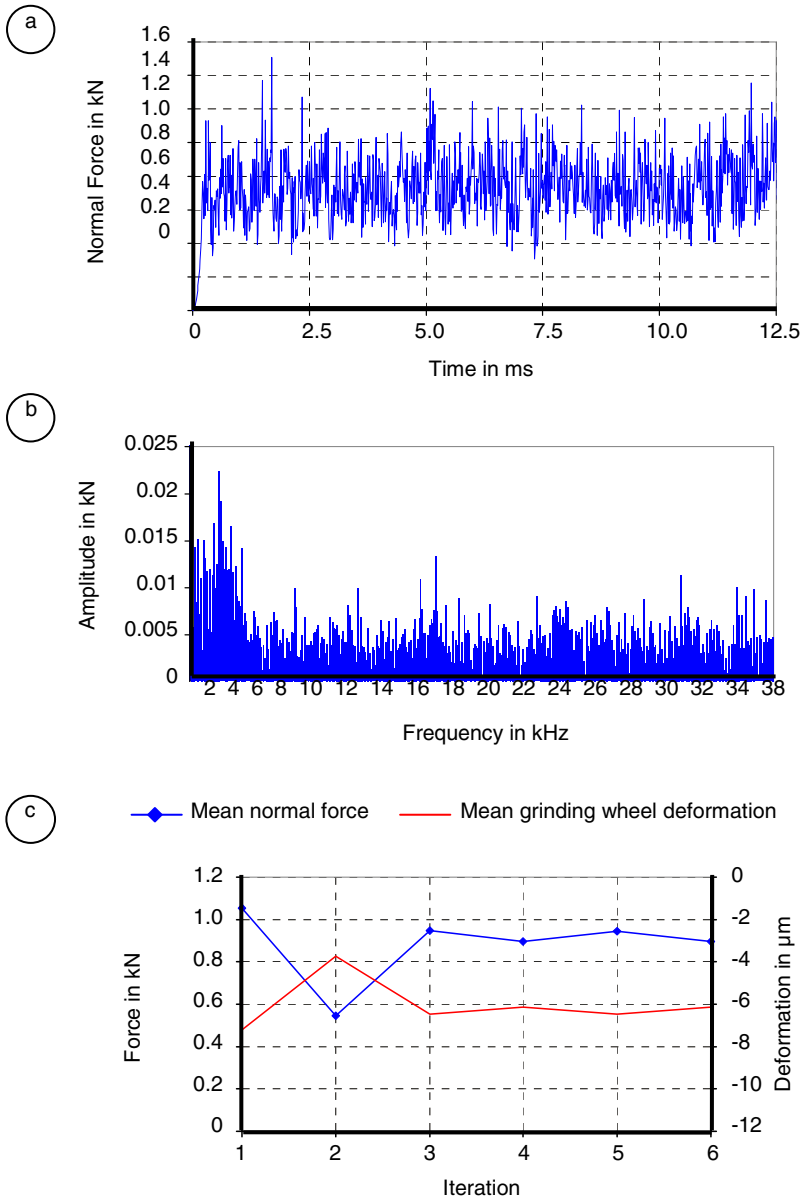 a
1.6
1.4
1.2
1.0
0.8
0.6
0.4
0.2
0
Normal Force in kN
0 2.5 5.0 7.5 10.0 12.5
Time in ms
b
0.025
0.02
0.015
0.01
0.005
0
Amplitude in kN
2 4 6 8 10 12 14 16 18 20 22 24 26 28 30 32 34 38
Frequency in kHz
c
Mean normal force Mean grinding wheel deformation
1.2
1.0
0.8
0.6
0.4
0.2
0
Force in kN
0
-2
-4
-6
-8
-10
-12
Deformation in µm
1 2 3 4 5 6
Iteration